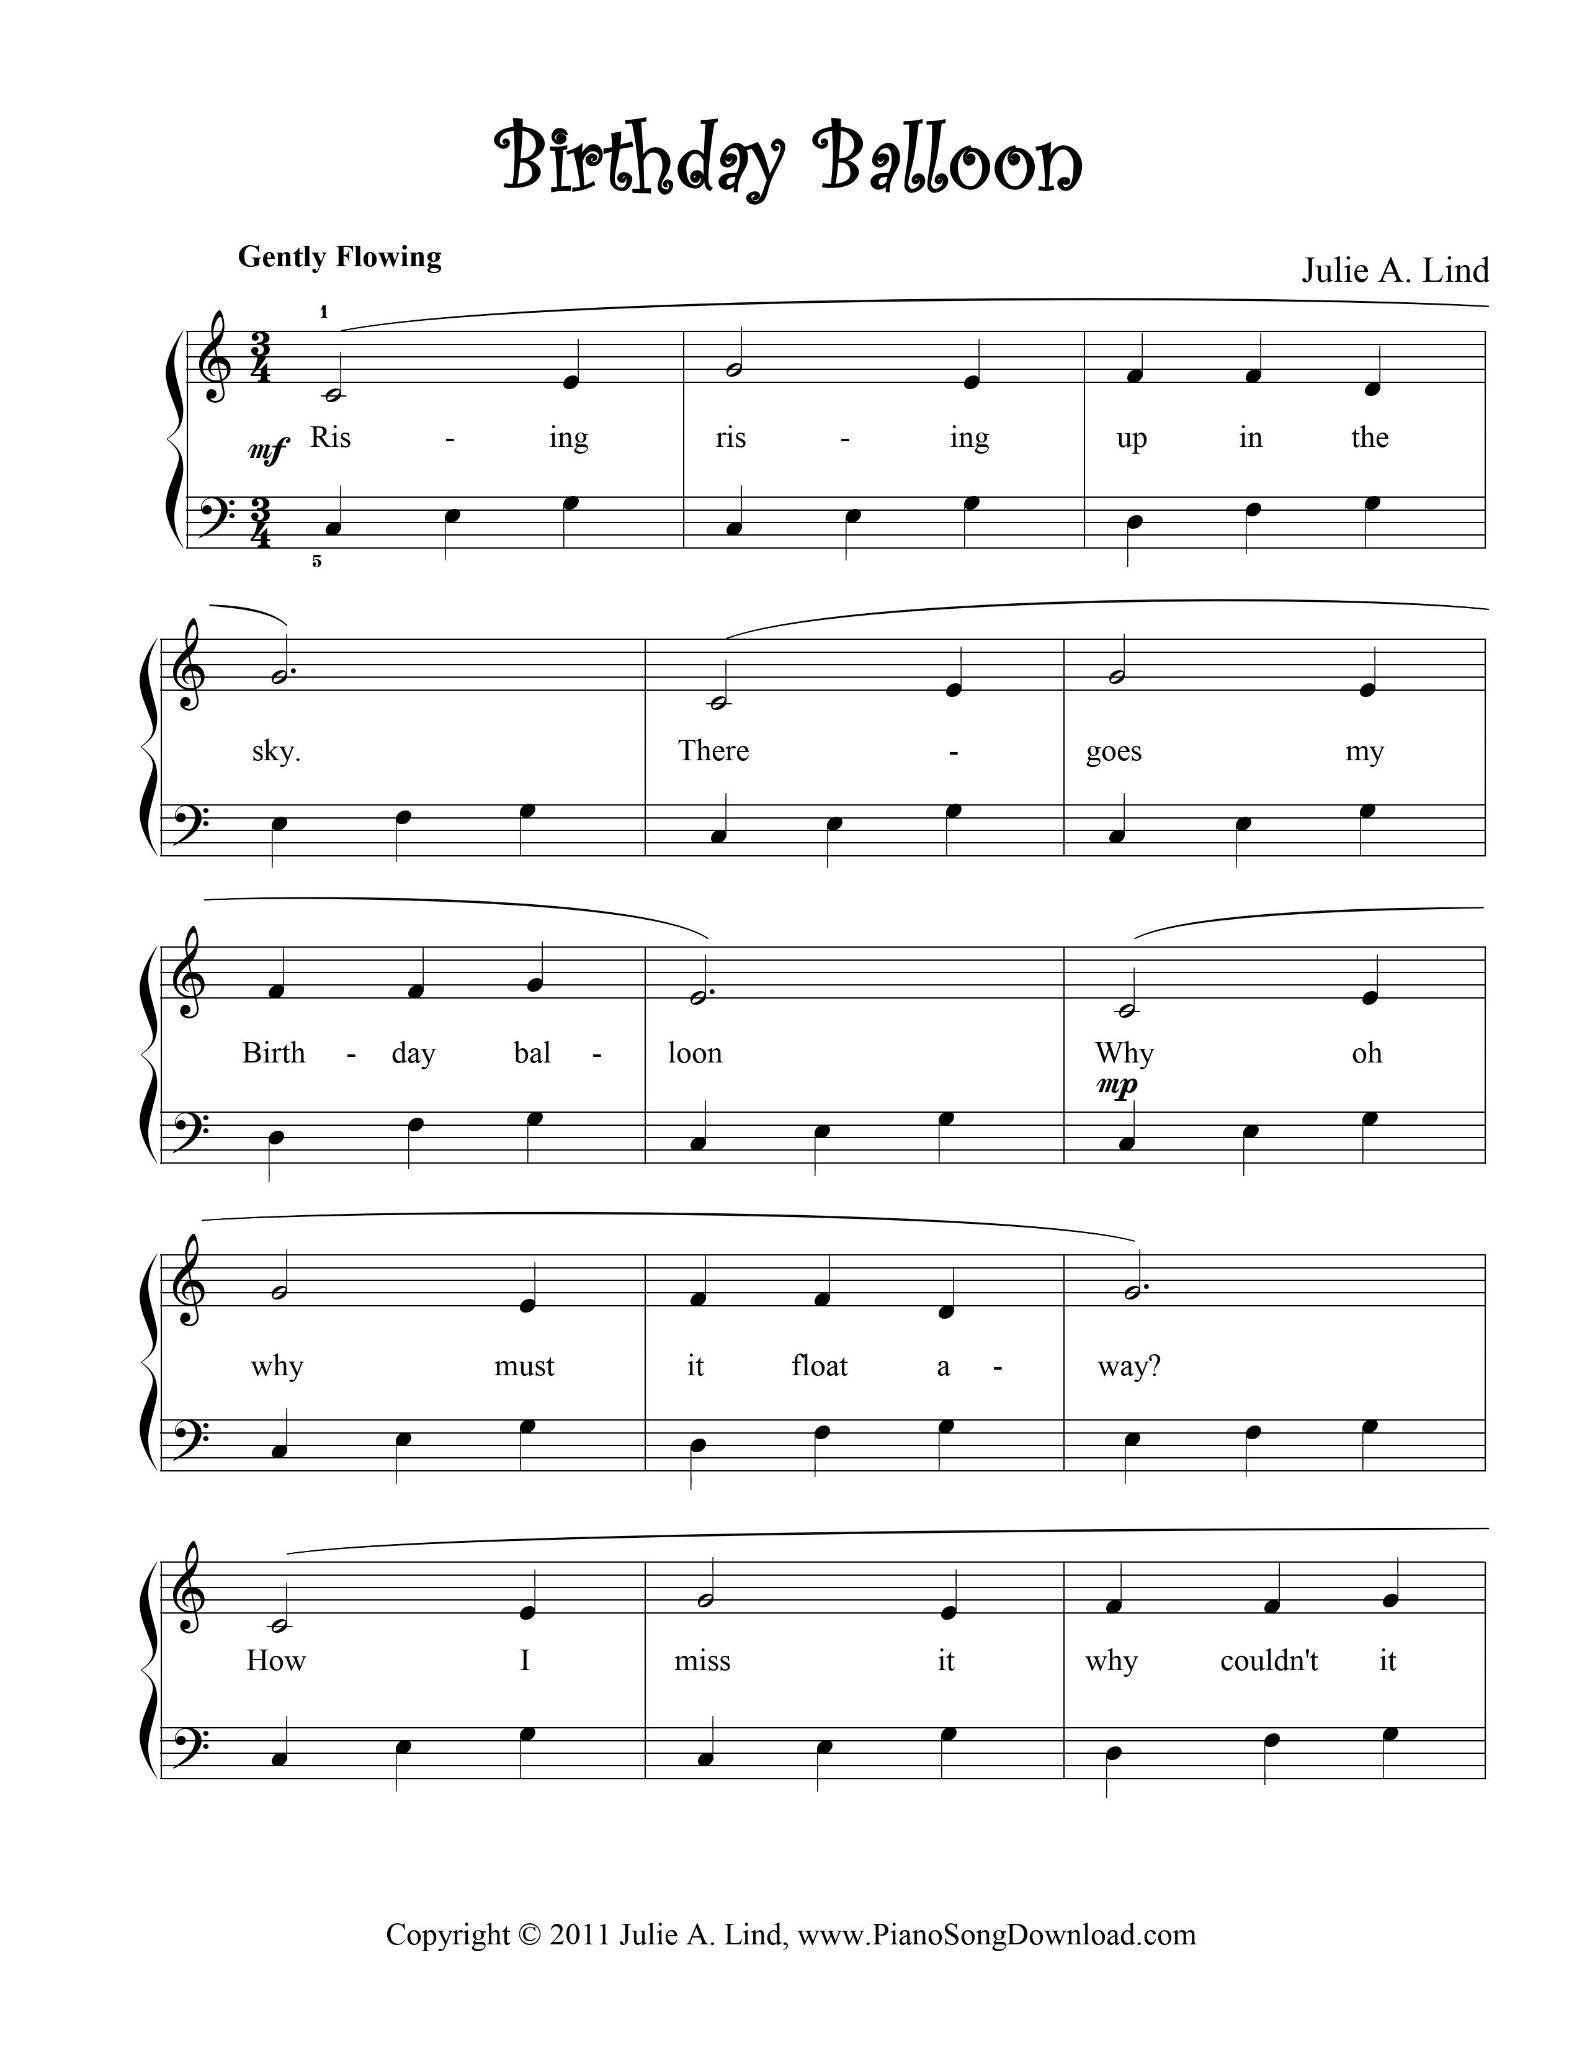 Birthday Balloon
Gently Flowing
Julie A. Lind
1
3 4
mf Ris - ing ris - ing up in the
3 4
5
sky. There - goes my
Birth - day bal - loon Why oh
mp
why must it float a - way?
How I miss it why couldn't it
Copyright © 2011 Julie A. Lind, www.PianoSongDownload.com